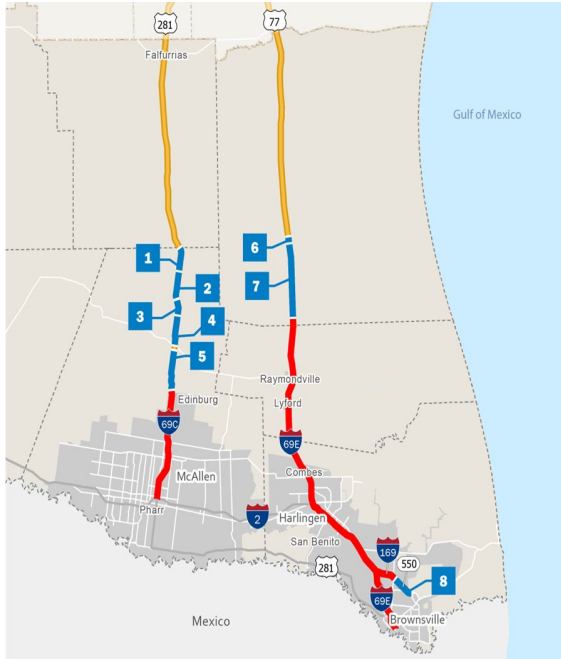 281
77
Falfurrias
Gulf of Mexico
6
1
2
7
3
4
5
Raymondville
Edinburg
Lyford
69C
69E
Combes
McAllen
Pharr
2
Harlingen
San Benito
169
550
281
8
69E
Brownsville
Mexico